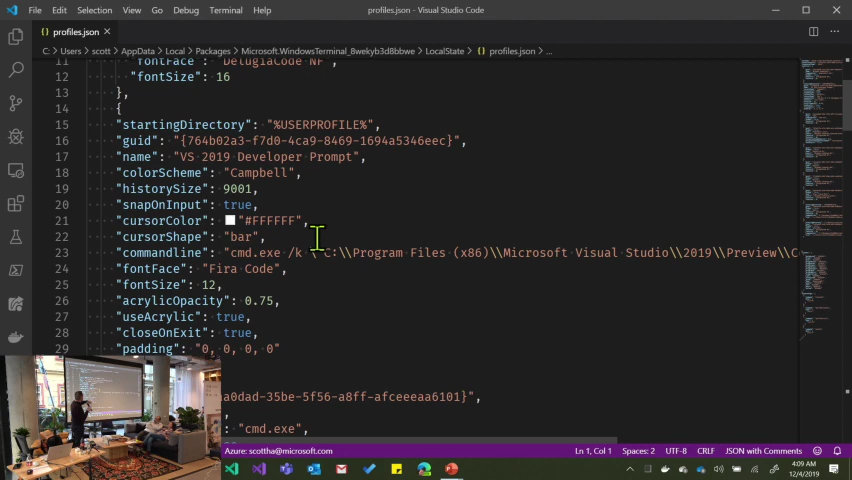 File Edit Selection View Go Debug Terminal Help profiles.json - Visual Studio Code
profiles.json
C: > Users > scott > AppData > Local > Packages > Microsoft.WindowsTerminal_8wekyb3d8bbwe > LocalState > {} profiles.json > ...
11 "fontFace": "DelugiaCode NF",
12 "fontSize": 16
13 },
14 {
15 "startingDirectory": "%USERPROFILE%",
16 "guid": "{764b02a3-f7d0-4ca9-8469-1694a5346eec}",
17 "name": "VS 2019 Developer Prompt",
18 "colorScheme": "Campbell",
19 "historySize": 9001,
20 "snapOnInput": true,
21 "cursorColor": "#FFFFFF",
22 "cursorShape": "bar",
23 "commandline": "cmd.exe /k \"C:\\Program Files (x86)\\Microsoft Visual Studio\\2019\\Preview\\C
24 "fontFace": "Fira Code",
25 "fontSize": 12,
26 "acrylicOpacity": 0.75,
27 "useAcrylic": true,
28 "closeOnExit": true,
29 "padding": "0, 0, 0, 0"
a0dad-35be-5f56-a8ff-afceeeaa6101}",
,
: "cmd.exe",
Azure: scottha@microsoft.com Ln 1, Col 1 Spaces: 2 UTF-8 CRLF JSON with Comments
4:09 AM
12/4/2019